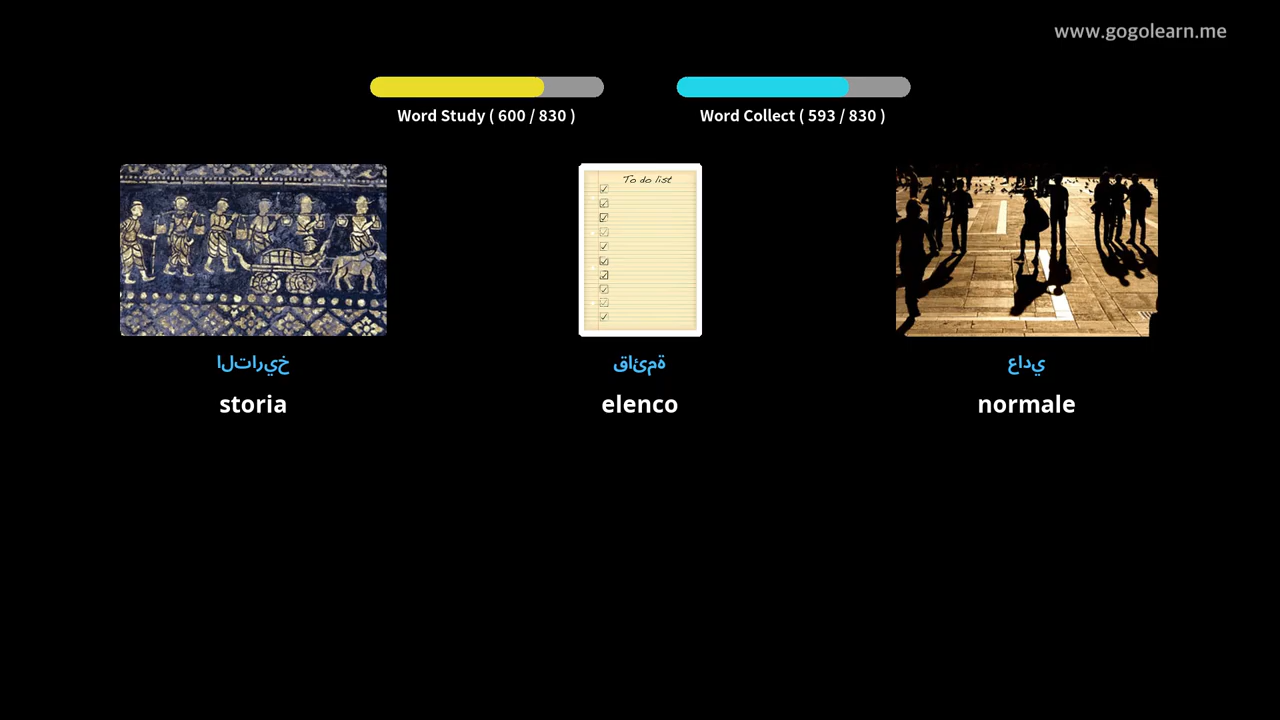 www.gogolearn.me
Word Study ( 600 / 830 )
Word Collect ( 593 / 830 )
To do list
التاريخ
قائمة
عادي
storia
elenco
normale